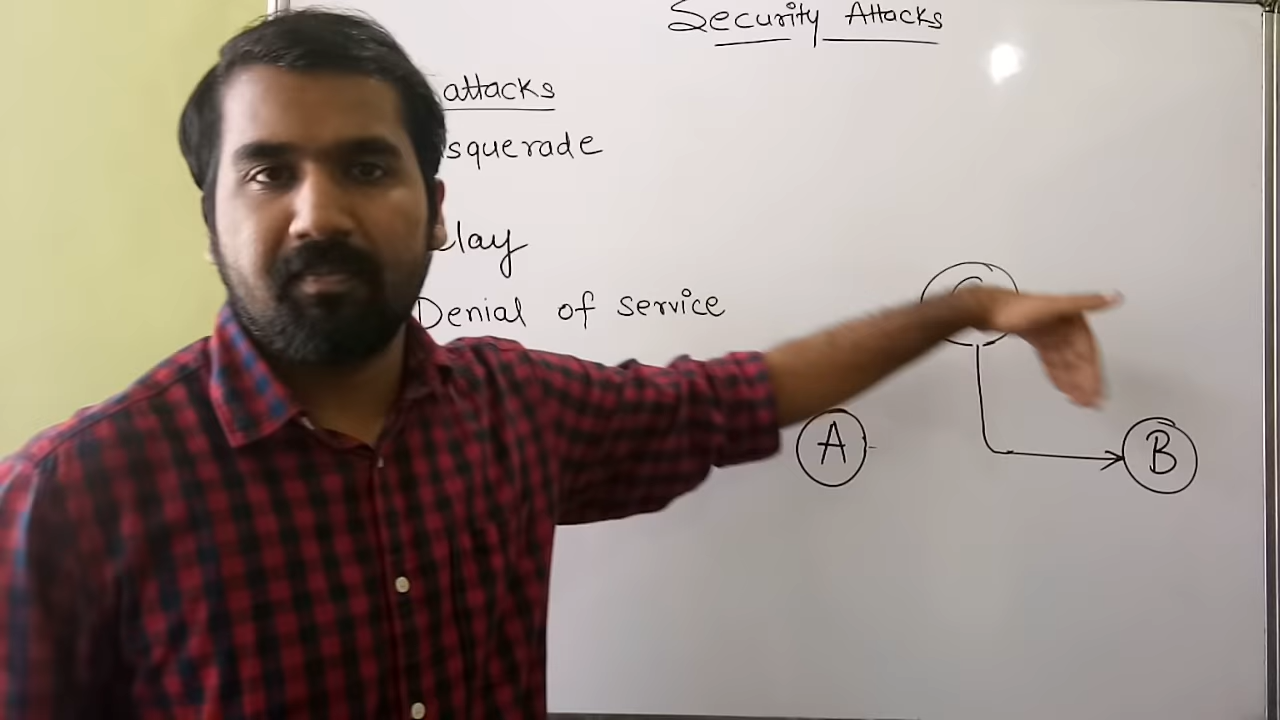 Security Attacks
attacks
squerade
lay
Denial of service
C
A
B